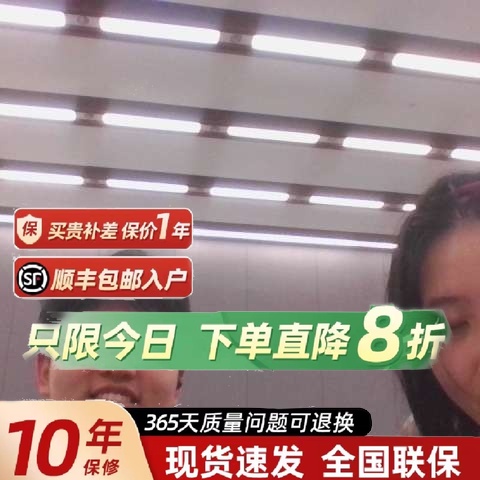 保 买贵补差 保价1年
SF 顺丰包邮入户
只限今日 下单直降8折
365天质量问题可退换
10年保修
现货速发 全国联保